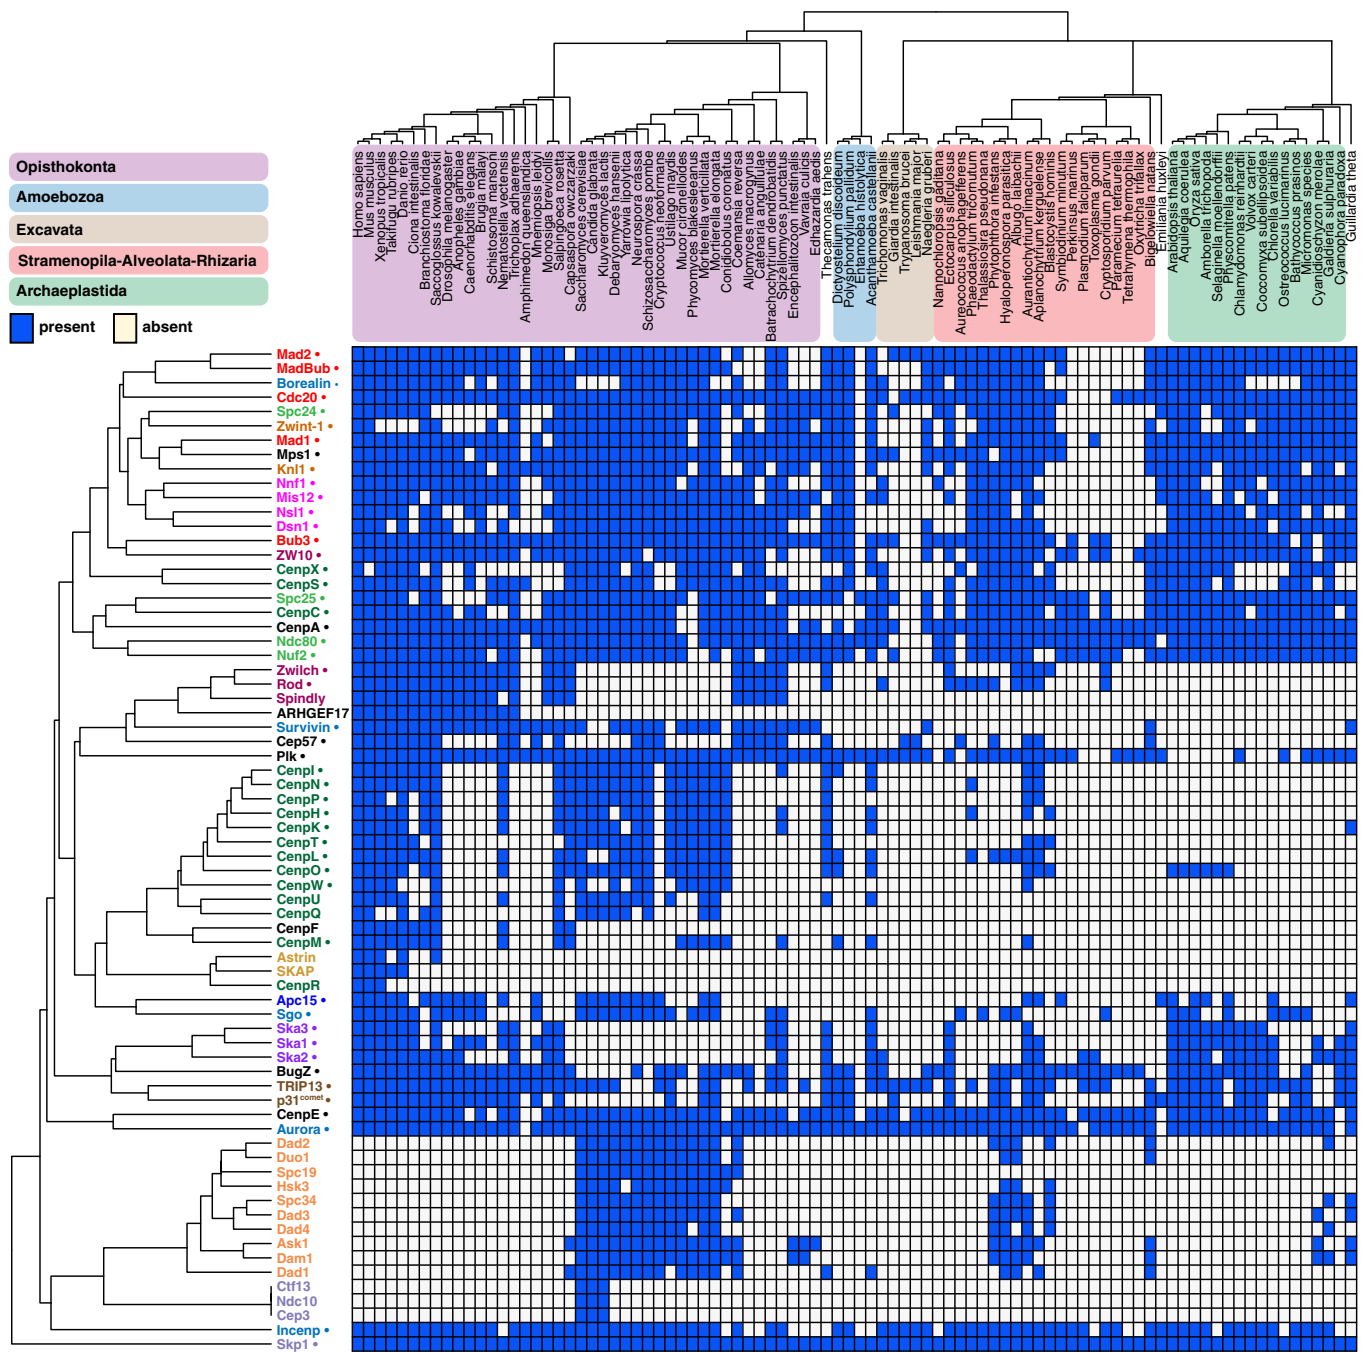 Opisthokonta
Amoebozoa
Excavata
Stramenopila-Alveolata-Rhizaria
Archaeplastida
present
absent
Homo sapiens
Mus musculus
Xenopus tropicalis
Takifugu rubripes
Danio rerio
Ciona intestinalis
Branchiostoma floridae
Saccoglossus kowalevskii
Drosophila melanogaster
Anopheles gambiae
Caenorhabditis elegans
Brugia malayi
Schistosoma mansoni
Nematostella vectensis
Trichoplax adhaerens
Amphimedon queenslandica
Mnemiopsis leidyi
Monosiga brevicollis
Salpingoeca rosetta
Capsaspora owczarzaki
Saccharomyces cerevisiae
Candida glabrata
Kluyveromyces lactis
Debaryomyces hansenii
Yarrowia lipolytica
Neurospora crassa
Schizosaccharomyces pombe
Cryptococcus neoformans
Ustilago maydis
Mucor circinelloides
Phycomyces blakesleeanus
Mortierella verticillata
Mortierella elongata
Conidiobolus coronatus
Coemansia reversa
Allomyces macrogynus
Catenaria anguillulae
Batrachochytrium dendrobatidis
Spizellomyces punctatus
Encephalitozoon intestinalis
Vavraia culicis
Edhazardia aedis
Thecamonas trahens
Dictyostelium discoideum
Polysphondylium pallidum
Entamoeba histolytica
Acanthamoeba castellanii
Trichomonas vaginalis
Giardia intestinalis
Trypanosoma brucei
Leishmania major
Naegleria gruberi
Nannochloropsis gaditana
Ectocarpus siliculosus
Aureococcus anophagefferens
Phaeodactylum tricornutum
Thalassiosira pseudonana
Phytophthora infestans
Hyaloperonospora parasitica
Albugo laibachii
Aurantiochytrium limacinum
Aplanochytrium kerguelense
Blastocystis hominis
Symbiodinium minutum
Perkinsus marinus
Plasmodium falciparum
Toxoplasma gondii
Cryptosporidium parvum
Paramecium tetraurelia
Tetrahymena thermophila
Oxytricha trifallax
Bigelowiella natans
Emiliania huxleyi
Arabidopsis thaliana
Aquilegia coerulea
Oryza sativa
Amborella trichopoda
Selaginella moellendorffii
Physcomitrella patens
Chlamydomonas reinhardtii
Volvox carteri
Coccomyxa subellipsoidea
Chlorella variabilis
Ostreococcus lucimarinus
Bathycoccus prasinos
Micromonas species
Cyanidioschyzon merolae
Galdieria sulphuraria
Cyanophora paradoxa
Guillardia theta
Mad2 •
MadBub •
Borealin •
Cdc20 •
Spc24 •
Zwint-1 •
Mad1 •
Mps1 •
Knl1 •
Nnf1 •
Mis12 •
Nsl1 •
Dsn1 •
Bub3 •
ZW10 •
CenpX •
CenpS •
Spc25 •
CenpC •
CenpA •
Ndc80 •
Nuf2 •
Zwilch •
Rod •
Spindly
ARHGEF17
Survivin •
Cep57 •
Plk •
CenpI •
CenpN •
CenpP •
CenpH •
CenpK •
CenpT •
CenpL •
CenpO •
CenpW •
CenpU
CenpQ
CenpF
CenpM •
Astrin
SKAP
CenpR
Apc15 •
Sgo •
Ska3 •
Ska1 •
Ska2 •
BugZ •
TRIP13 •
p31comet •
CenpE •
Aurora •
Dad2
Duo1
Spc19
Hsk3
Spc34
Dad3
Dad4
Ask1
Dam1
Dad1
Ctf13
Ndc10
Cep3
Incenp •
Skp1 •